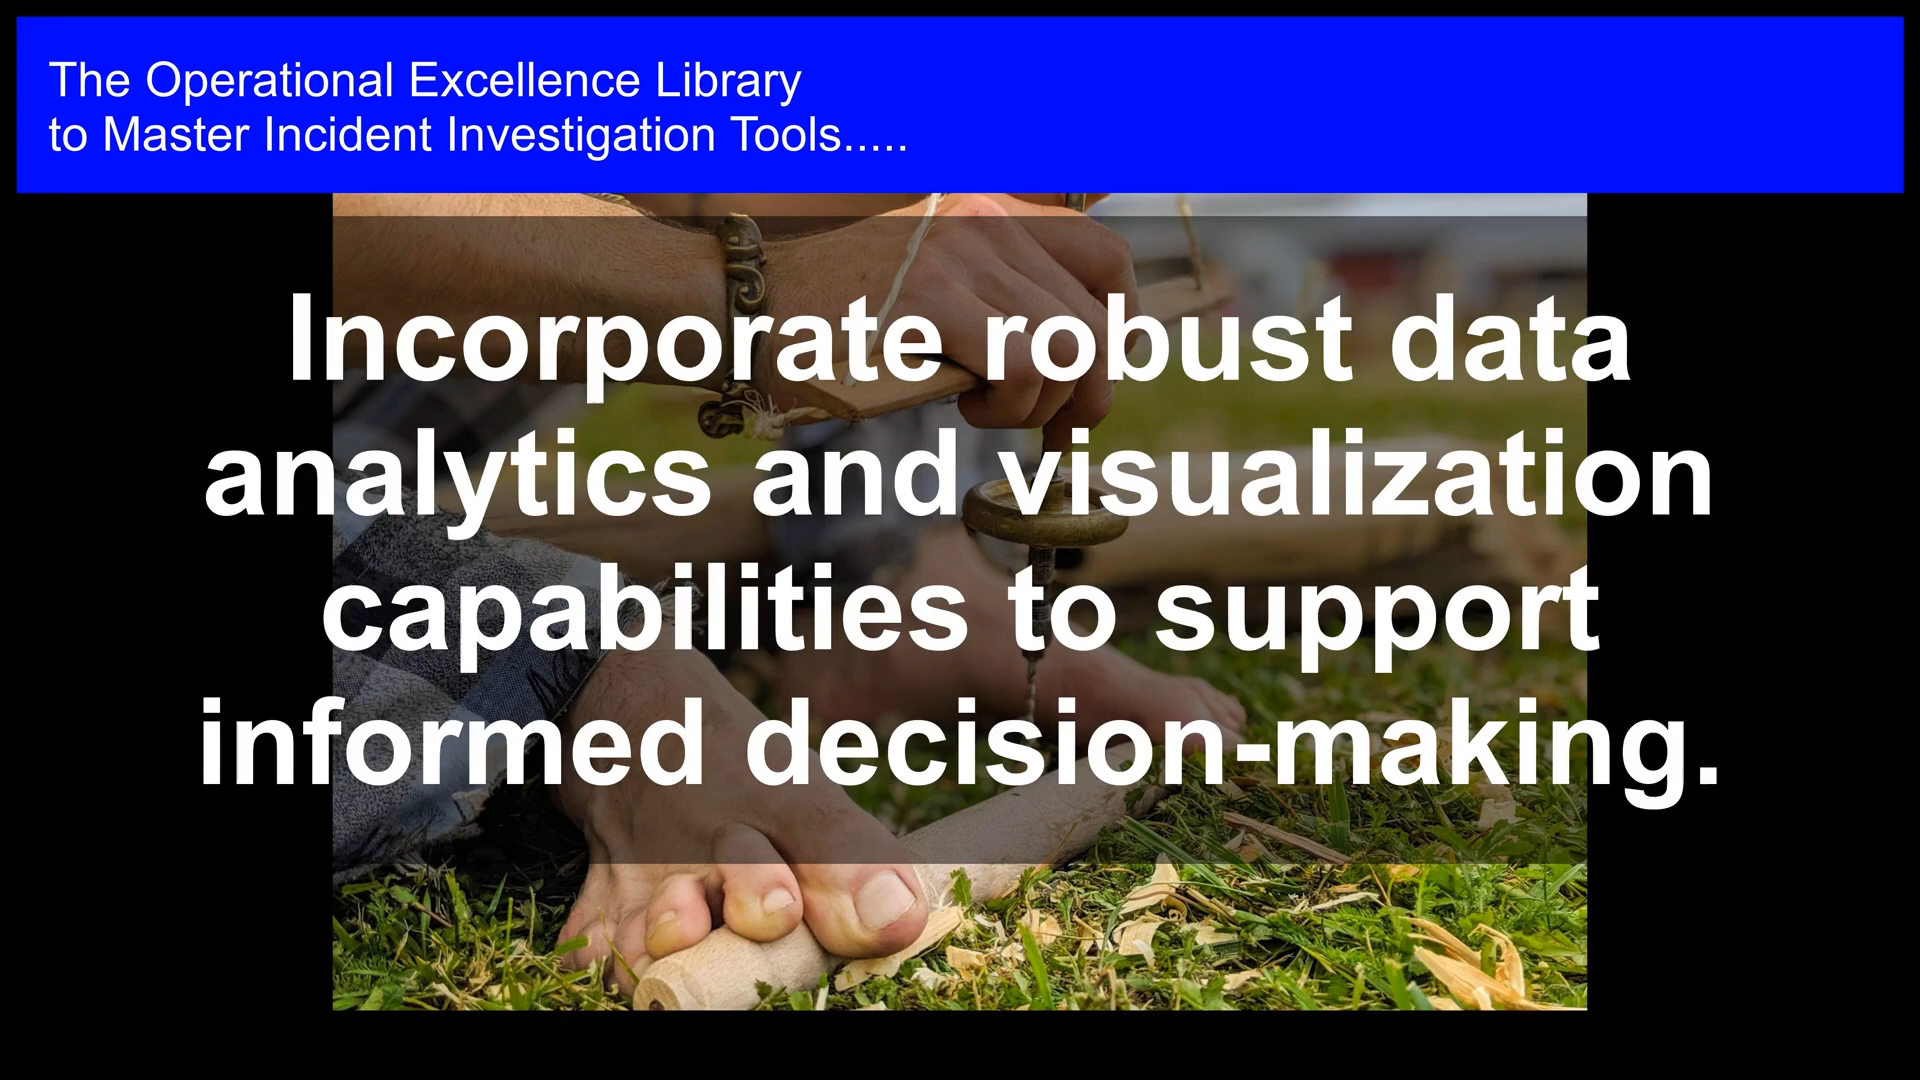 The Operational Excellence Library
to Master Incident Investigation Tools.....
Incorporate robust data
analytics and visualization
capabilities to support
informed decision-making.